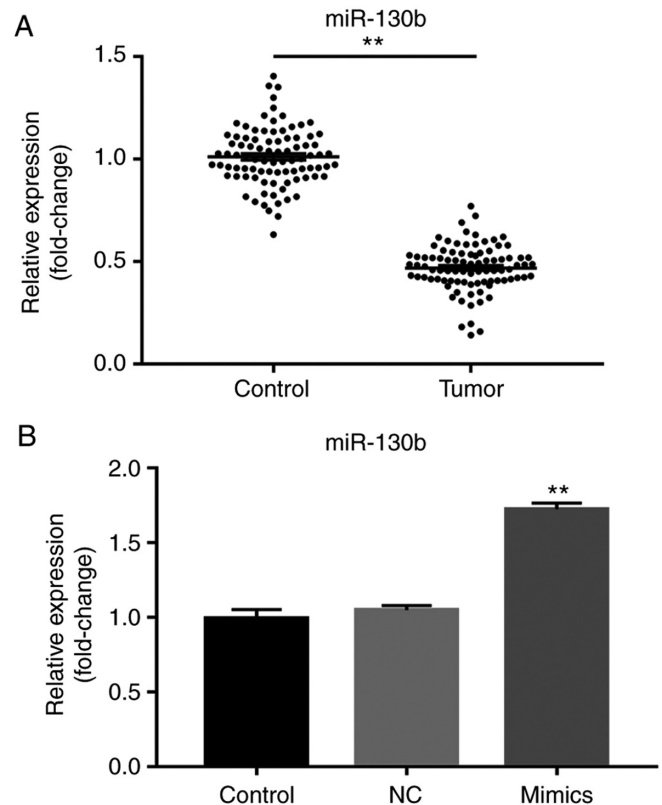 A
miR-130b
**
Relative expression
(fold-change)
1.5
1.0
0.5
0.0
Control
Tumor
B
miR-130b
Relative expression
(fold-change)
2.0
1.5
1.0
0.5
0.0
**
Control
NC
Mimics